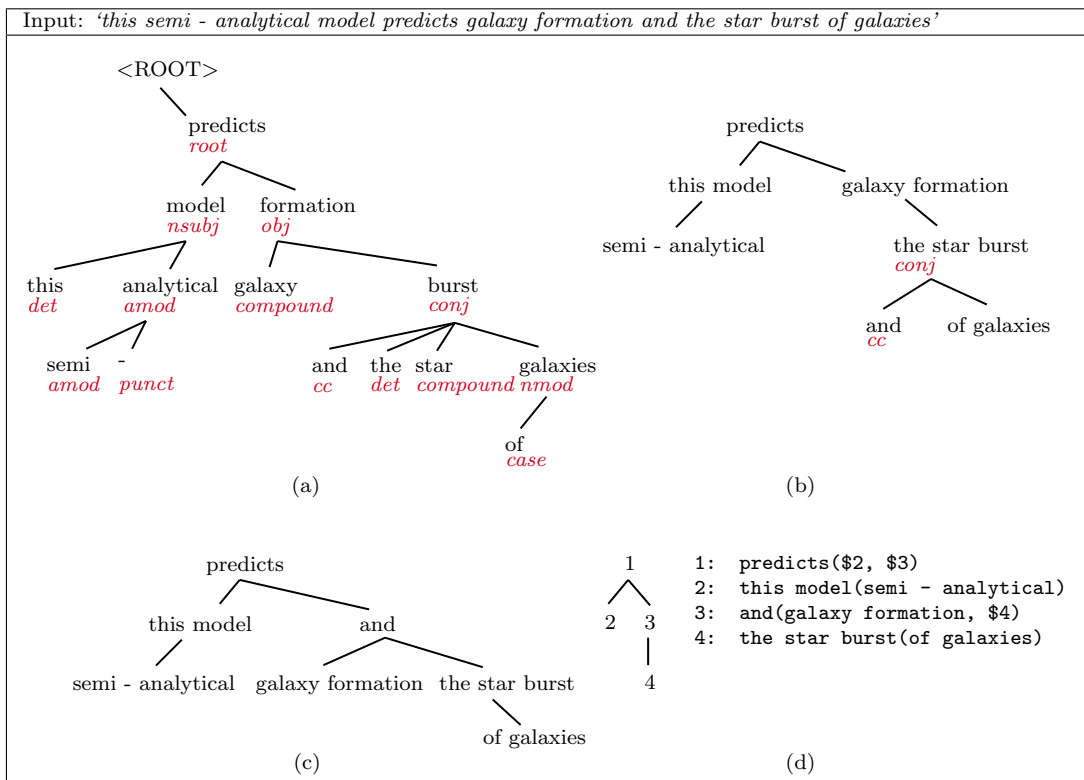 Input: ‘this semi - analytical model predicts galaxy formation and the star burst of galaxies’
<ROOT>
predicts
root
model formation
nsubj obj
this analytical galaxy burst
det amod compound conj
semi - and the star galaxies
amod punct cc det compound nmod
of
case
(a)
predicts
this model galaxy formation
semi - analytical the star burst
conj
and of galaxies
cc
(b)
predicts
this model and
semi - analytical galaxy formation the star burst
of galaxies
(c)
1
2 3
4
1: predicts($2, $3)
2: this model(semi - analytical)
3: and(galaxy formation, $4)
4: the star burst(of galaxies)
(d)